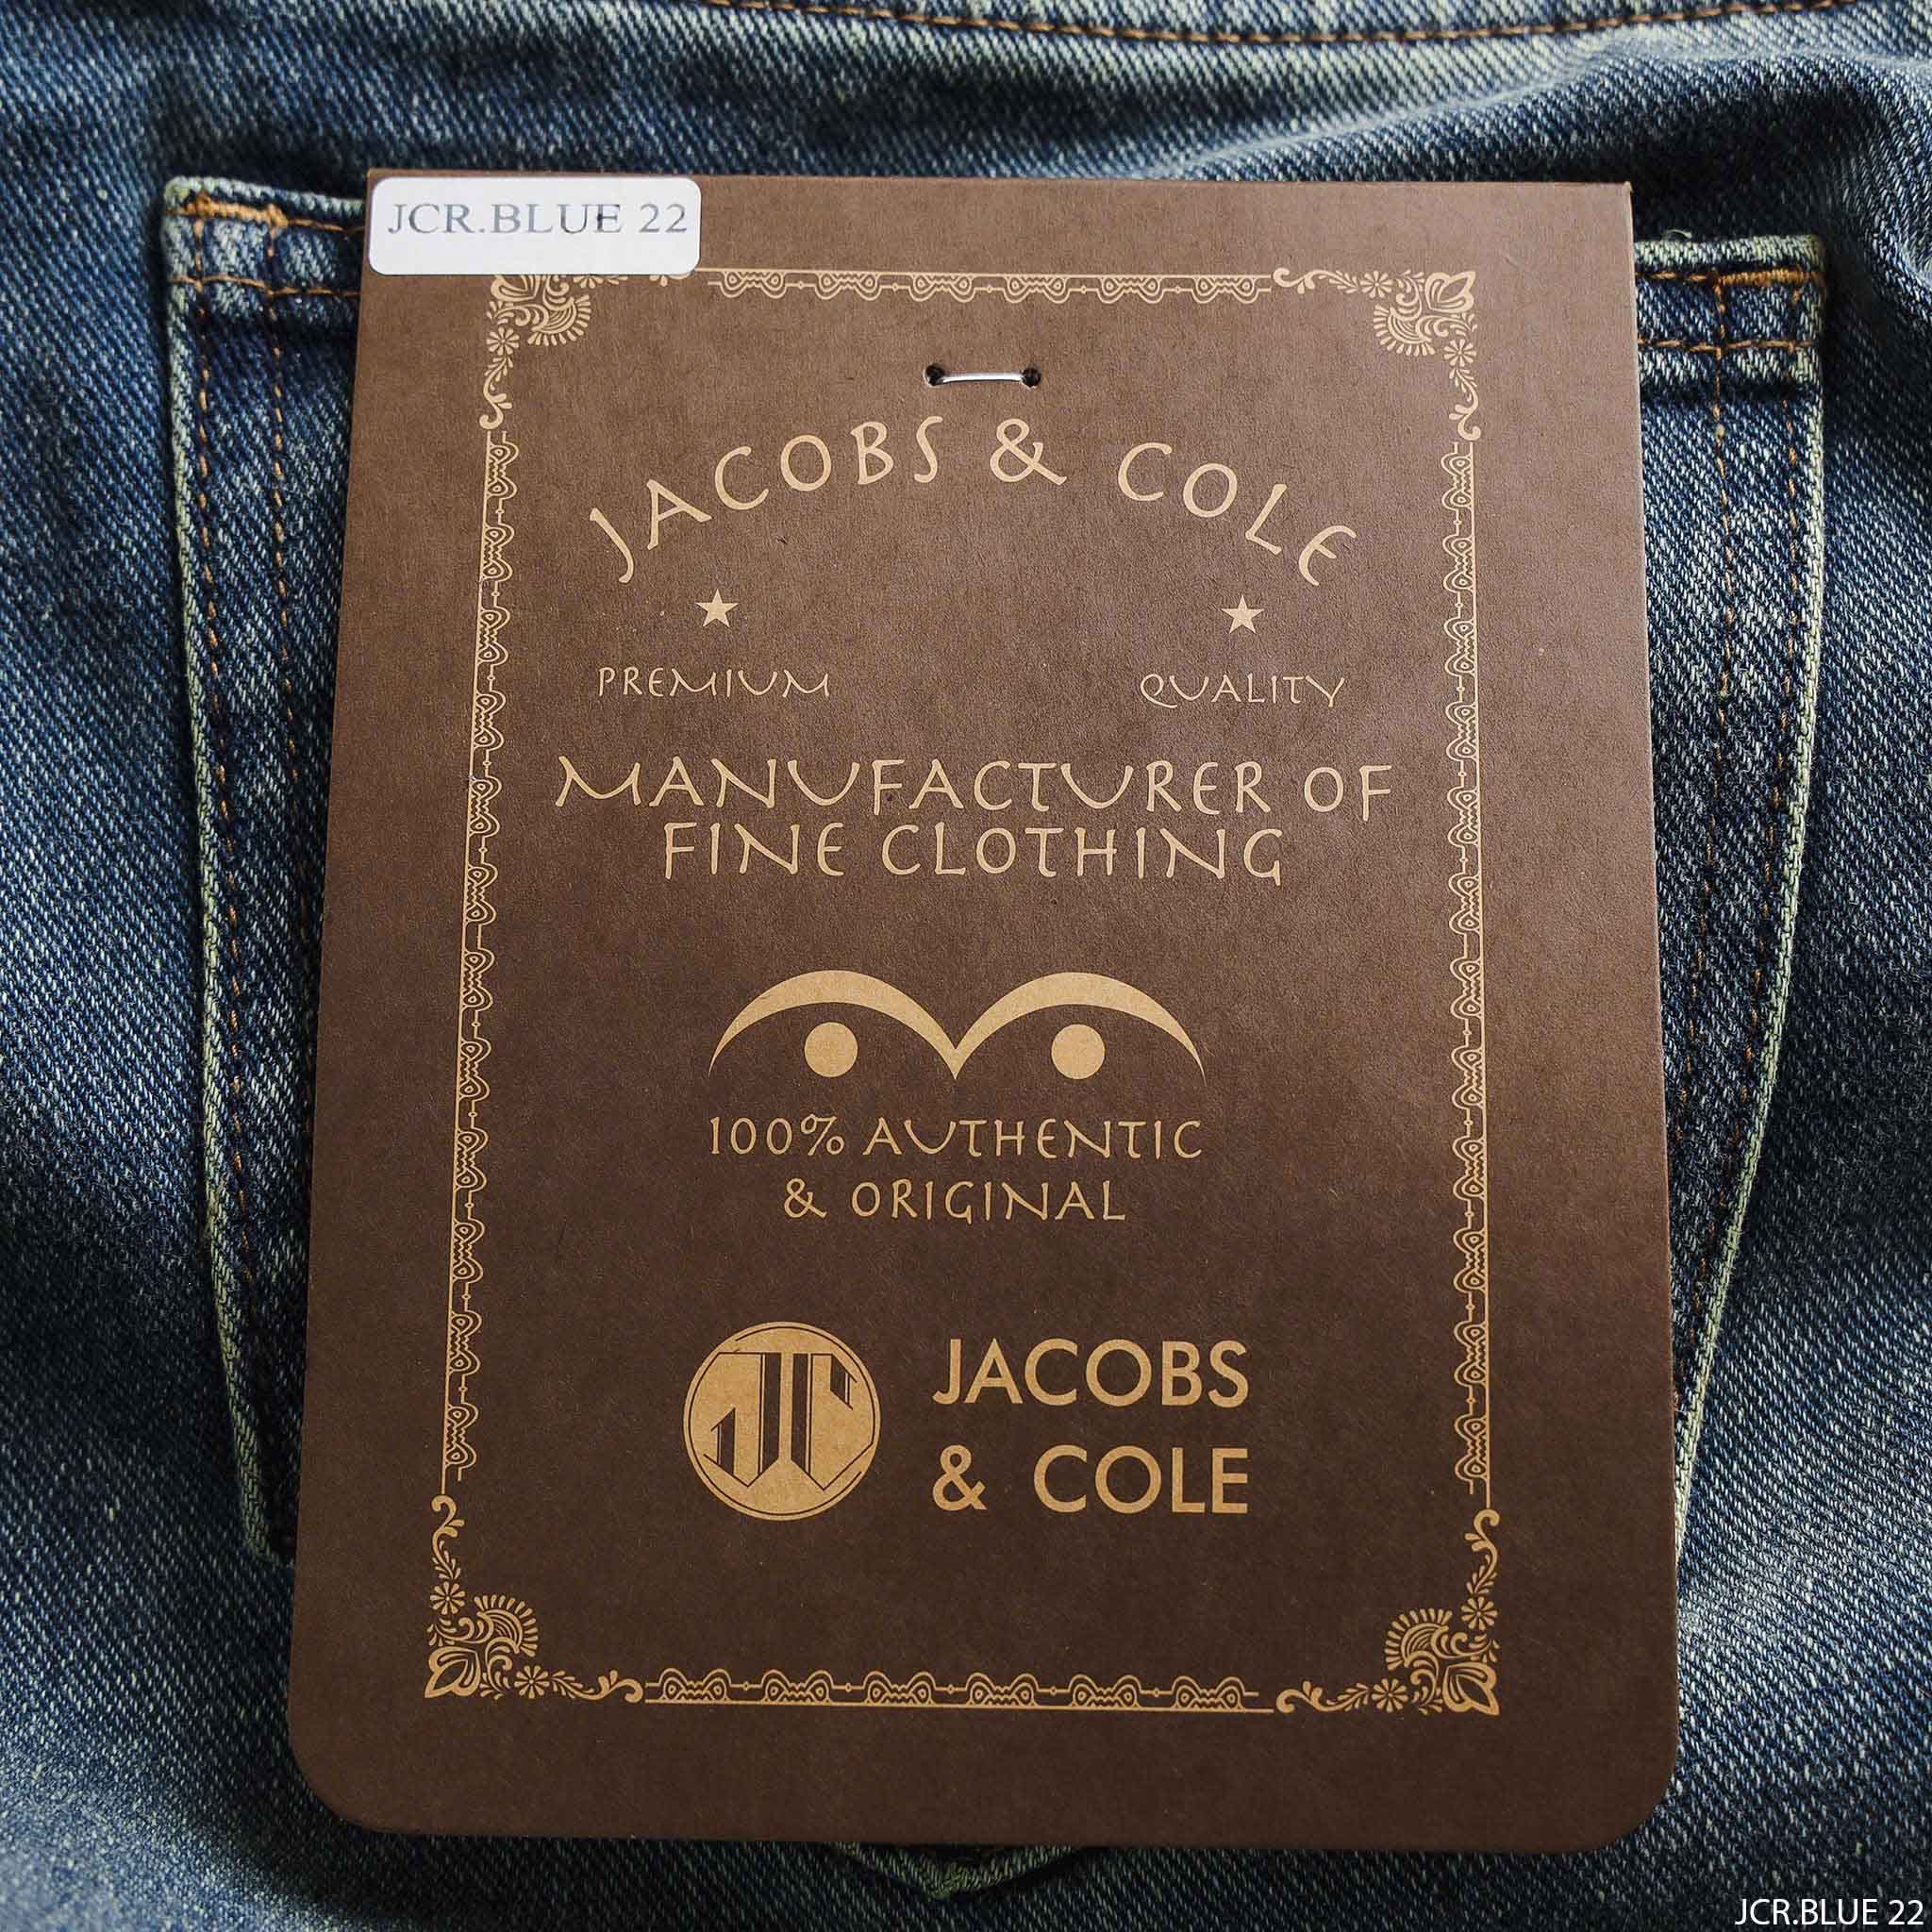 JCR.BLUE 22
JACOBS & COLE
PREMIUM QUALITY
MANUFACTURER OF
FINE CLOTHING
100% AUTHENTIC
& ORIGINAL
JC
JACOBS
& COLE
JCR.BLUE 22